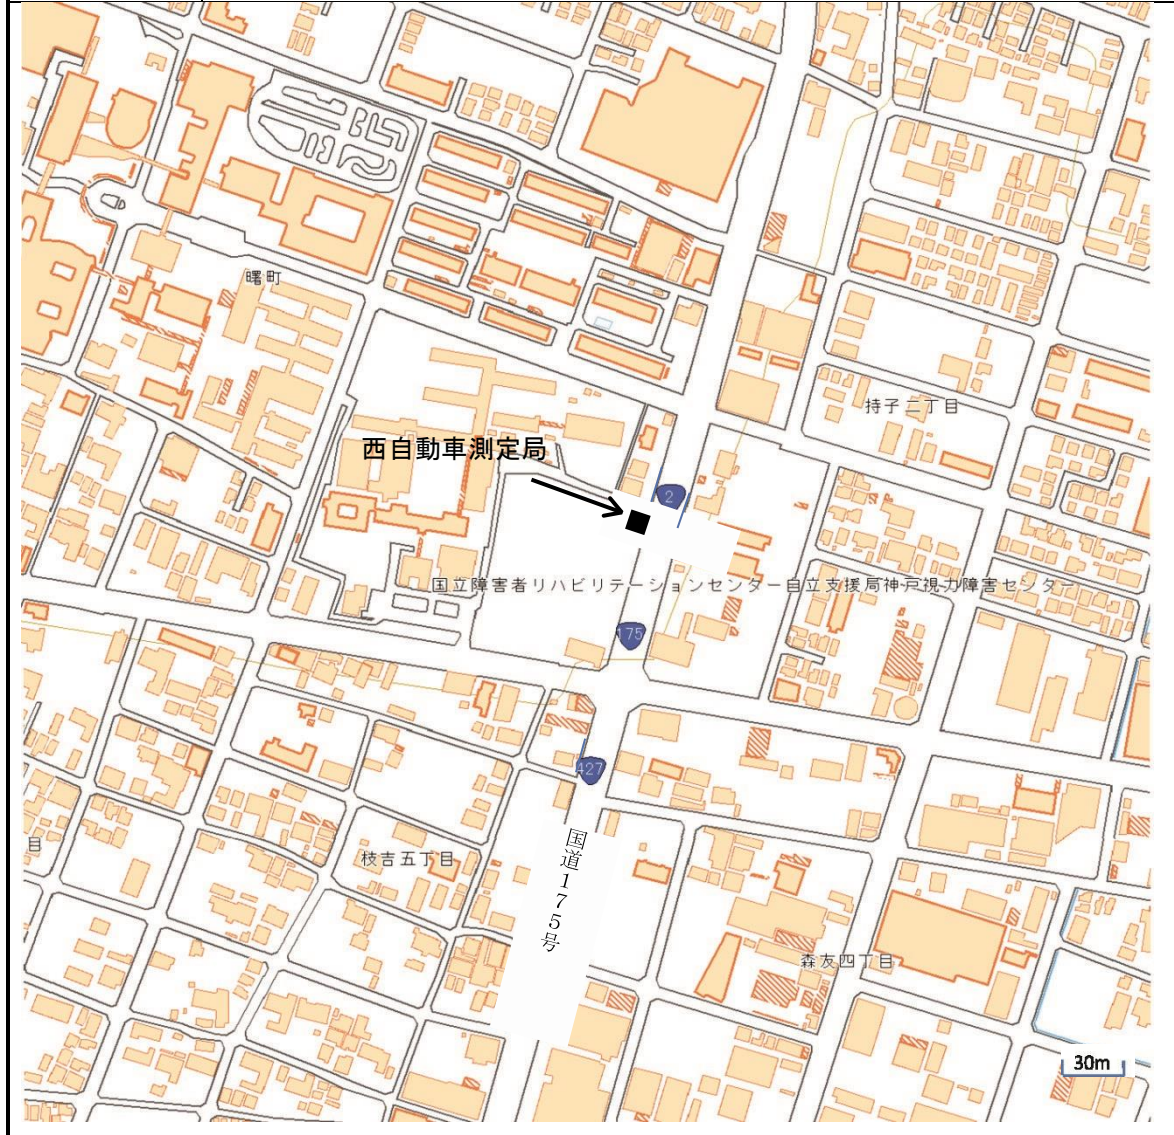 曙町
持子二丁目
西自動車測定局
2
国立障害者リハビリテーションセンター自立支援局神戸視力障害センター
175
427
国道175号
目
枝吉五丁目
森友四丁目
30m